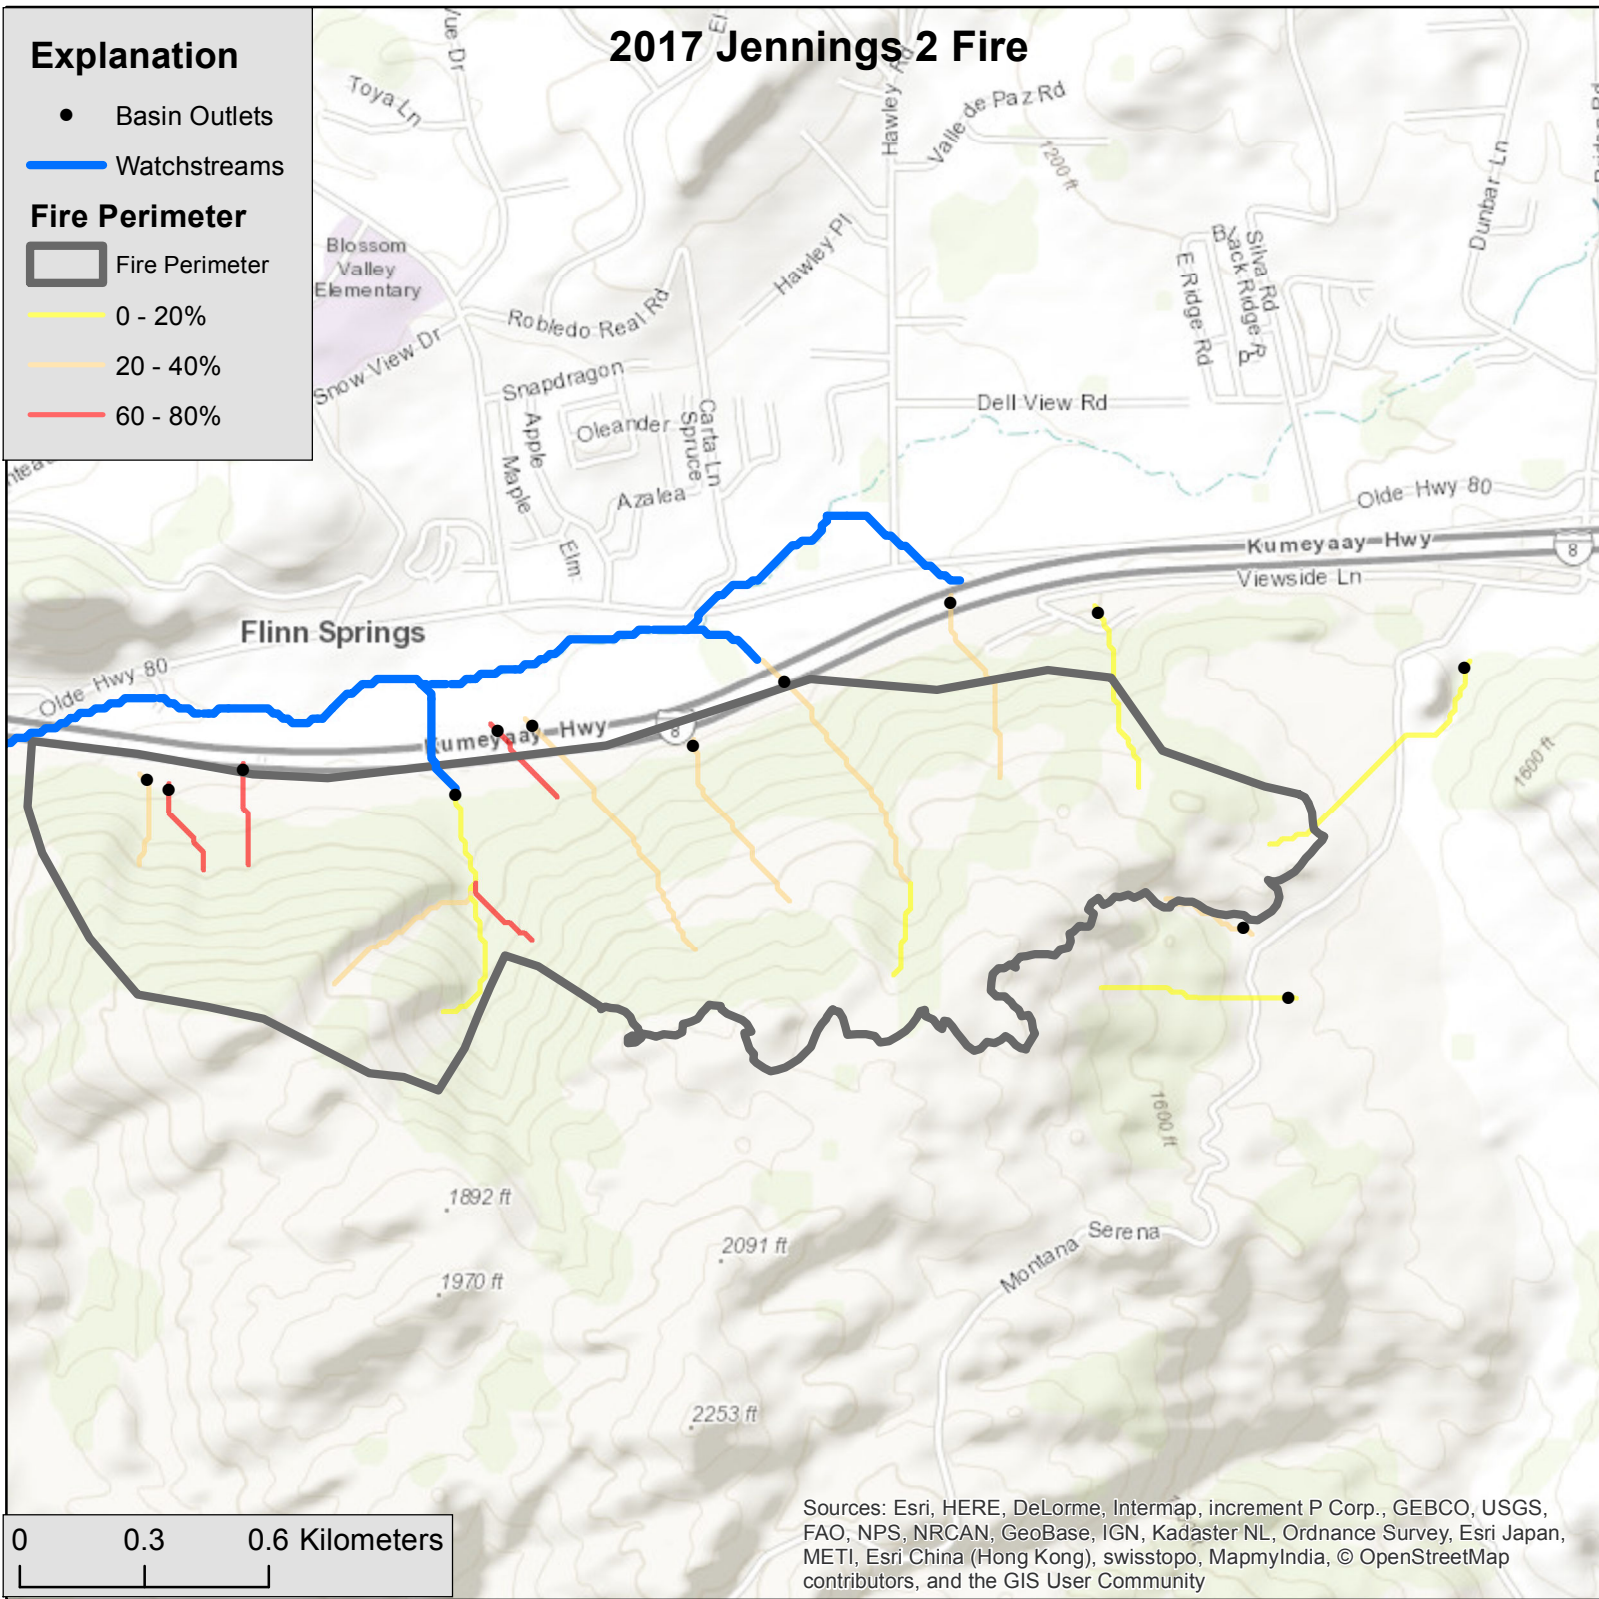 2017 Jennings 2 Fire
Explanation
Basin Outlets
Watchstreams
Fire Perimeter
Fire Perimeter
0 - 20%
20 - 40%
60 - 80%
Toya Ln
Hawley Rd
Valle de Paz Rd
1200 ft
Dunbar Ln
Blossom
Valley
Elementary
Hawley Pl
Silva Rd
E Ridge Rd
Robledo Real Rd
Snow View Dr
Snapdragon
Apple
Maple
Oleander
Spruce
Carta Ln
Dell View Rd
Azalea
Elm
Olde Hwy 80
Kumeyaay Hwy
8
Viewside Ln
Flinn Springs
Olde Hwy 80
Kumeyaay Hwy
8
1600 ft
1600 ft
1892 ft
2091 ft
1970 ft
Montana Serena
2253 ft
0 0.3 0.6 Kilometers
Sources: Esri, HERE, DeLorme, Intermap, increment P Corp., GEBCO, USGS,
FAO, NPS, NRCAN, GeoBase, IGN, Kadaster NL, Ordnance Survey, Esri Japan,
METI, Esri China (Hong Kong), swisstopo, MapmyIndia, © OpenStreetMap
contributors, and the GIS User Community